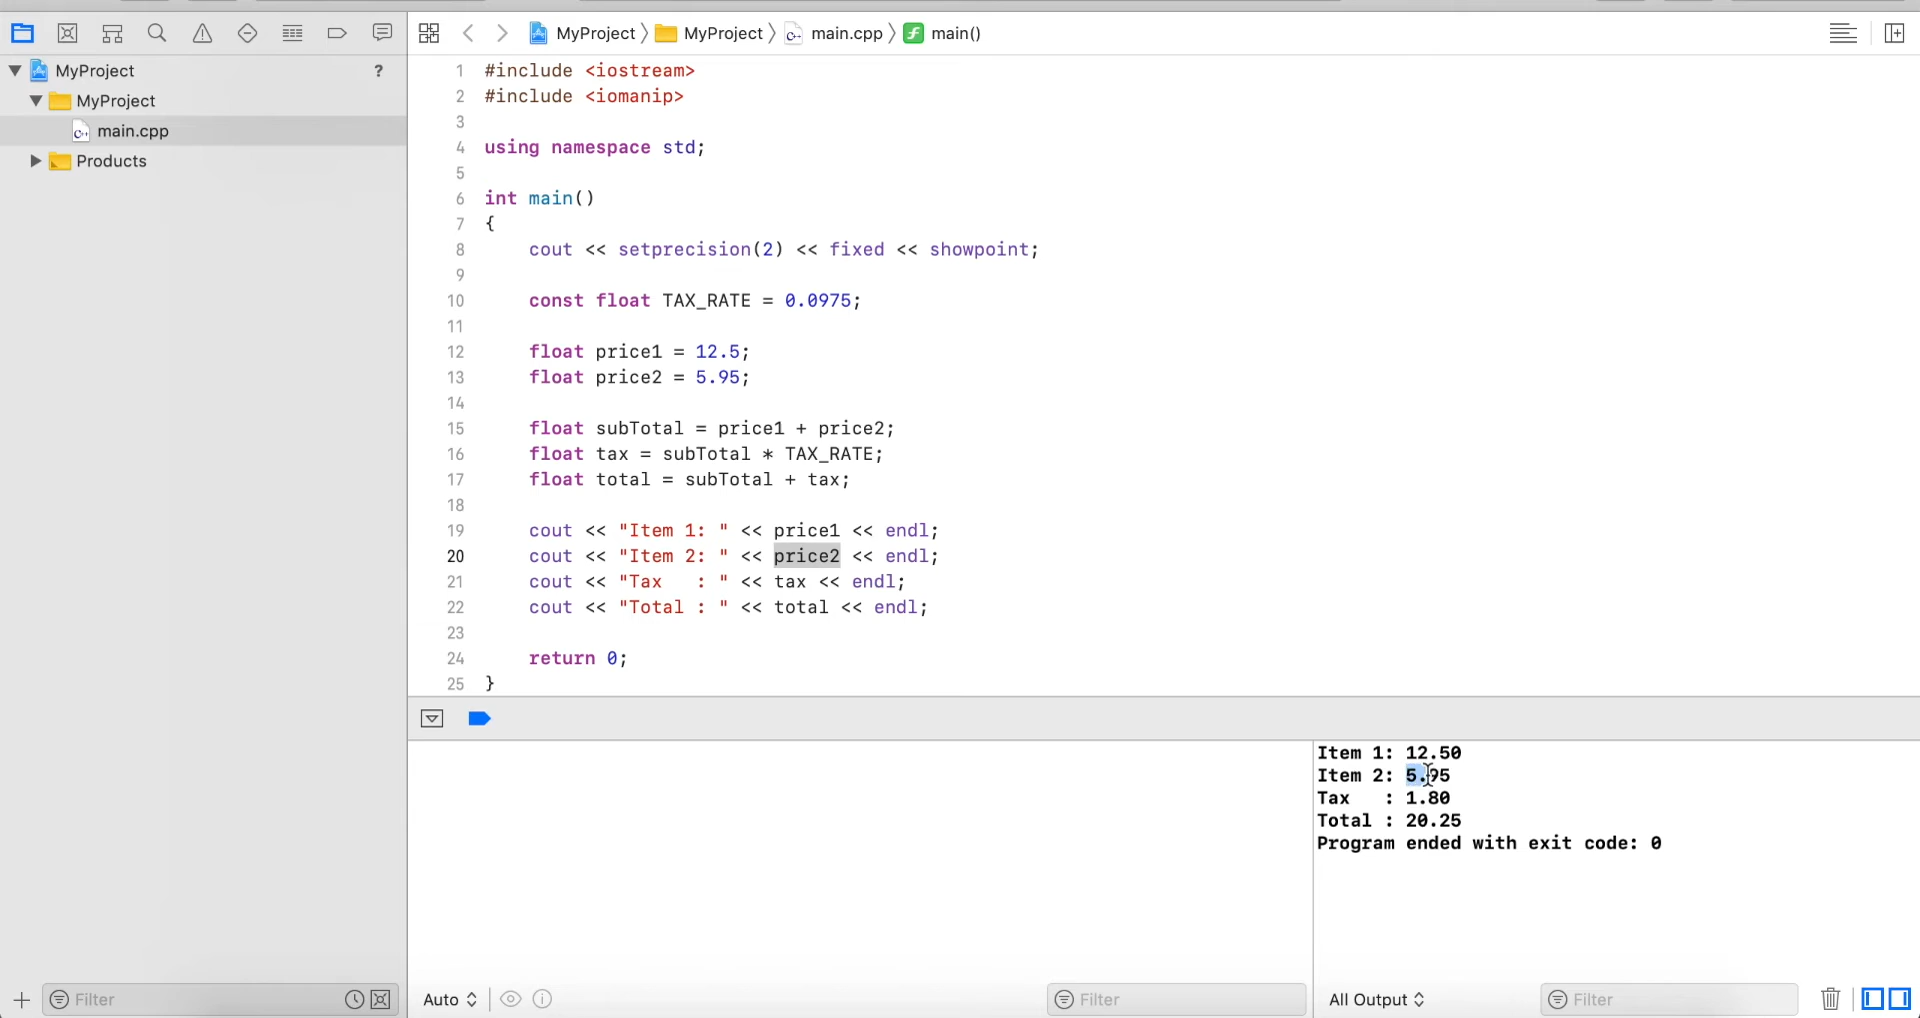 MyProject MyProject main.cpp main()
MyProject ?
MyProject
main.cpp
Products
1 #include <iostream>
2 #include <iomanip>
3
4 using namespace std;
5
6 int main()
7 {
8 cout << setprecision(2) << fixed << showpoint;
9
10 const float TAX_RATE = 0.0975;
11
12 float price1 = 12.5;
13 float price2 = 5.95;
14
15 float subTotal = price1 + price2;
16 float tax = subTotal * TAX_RATE;
17 float total = subTotal + tax;
18
19 cout << "Item 1: " << price1 << endl;
20 cout << "Item 2: " << price2 << endl;
21 cout << "Tax   : " << tax << endl;
22 cout << "Total : " << total << endl;
23
24 return 0;
25 }
Item 1: 12.50
Item 2: 5.95
Tax   : 1.80
Total : 20.25
Program ended with exit code: 0
Filter Auto Filter All Output Filter